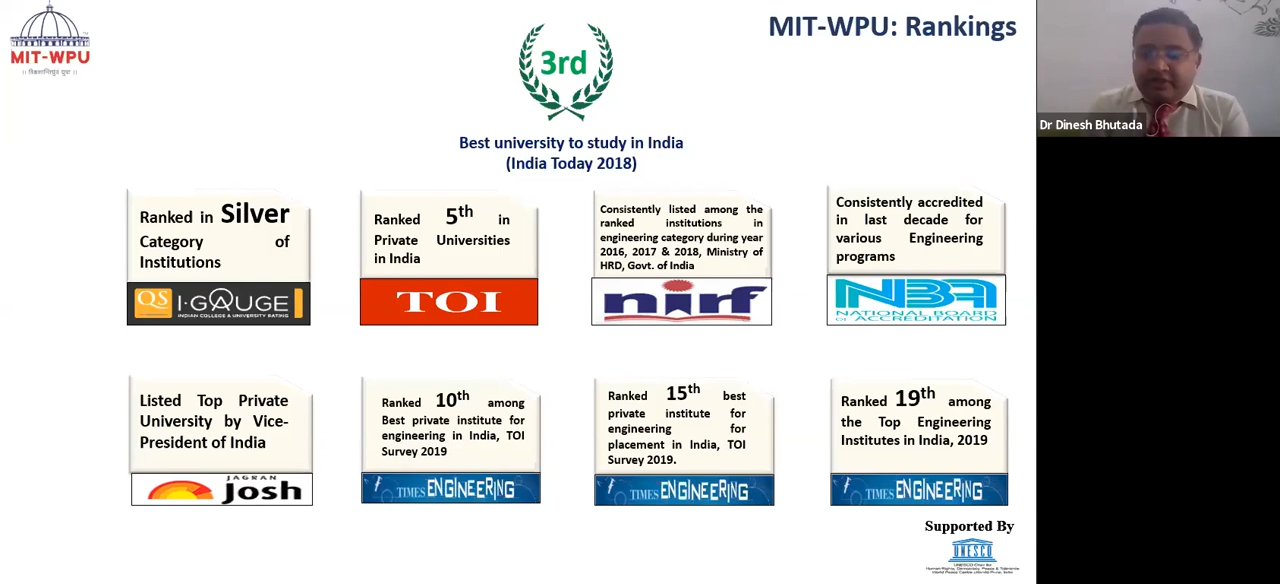 MIT-WPU
MIT-WPU: Rankings
Dr Dinesh Bhutada
3rd
Best university to study in India
(India Today 2018)
Ranked in Silver
Category of
Institutions
QS I·GAUGE
INDIAN COLLEGE & UNIVERSITY RATING
Ranked 5th in
Private Universities
in India
TOI
Consistently listed among the
ranked institutions in
engineering category during year
2016, 2017 & 2018, Ministry of
HRD, Govt. of India
nirf
Consistently accredited
in last decade for
various Engineering
programs
NBA
NATIONAL BOARD
OF ACCREDITATION
Listed Top Private
University by Vice-
President of India
JAGRAN
Josh
Ranked 10th among
Best private institute for
engineering in India, TOI
Survey 2019
TIMES ENGINEERING
Ranked 15th best
private institute for
engineering for
placement in India, TOI
Survey 2019.
TIMES ENGINEERING
Ranked 19th among
the Top Engineering
Institutes in India, 2019
TIMES ENGINEERING
Supported By
UNESCO